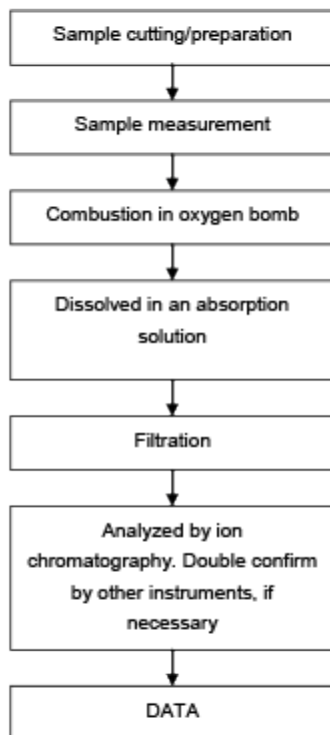 Sample cutting/preparation
Sample measurement
Combustion in oxygen bomb
Dissolved in an absorption
solution
Filtration
Analyzed by ion
chromatography. Double confirm
by other instruments, if
necessary
DATA